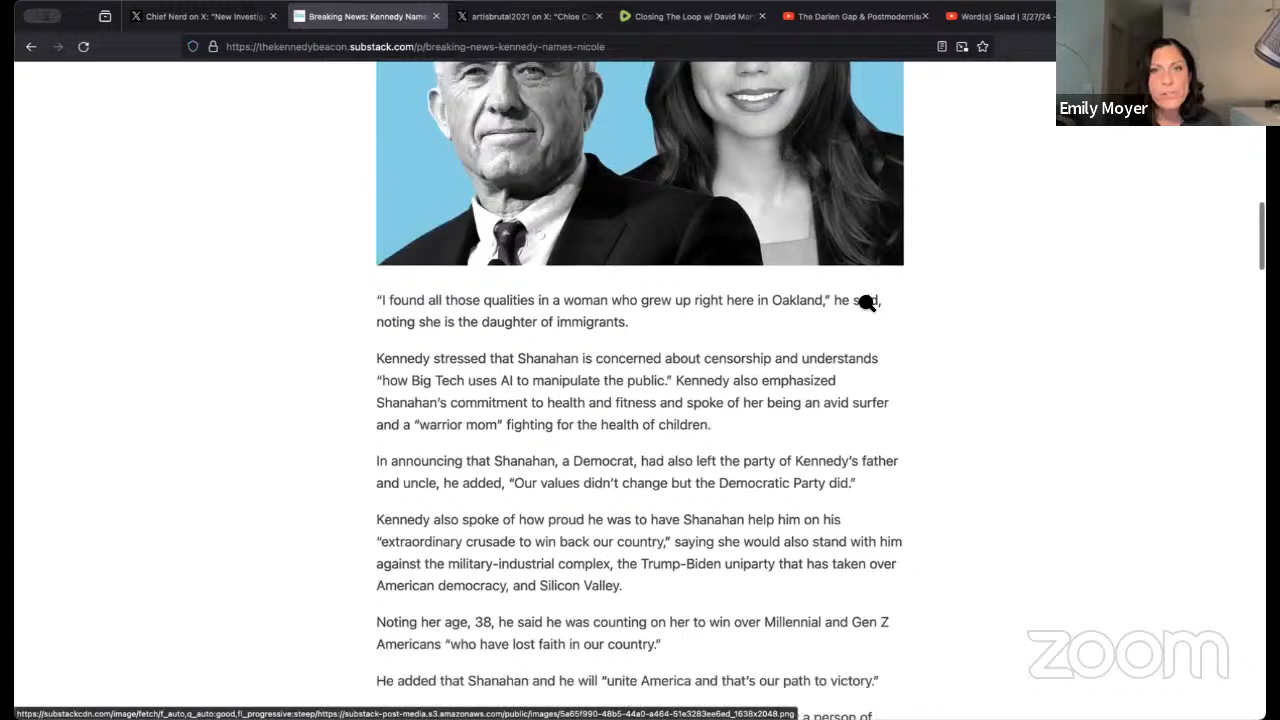 Chief Nerd on X: "New Investig
Breaking News: Kennedy Name
artisbrutal2021 on X: "Chloe Co
Closing The Loop w/ David Mar
The Darien Gap & Postmodernis
Word(s) Salad | 3/27/24 -
https://thekennedybeacon.substack.com/p/breaking-news-kennedy-names-nicole
Emily Moyer
“I found all those qualities in a woman who grew up right here in Oakland,” he
noting she is the daughter of immigrants.
Kennedy stressed that Shanahan is concerned about censorship and understands
“how Big Tech uses AI to manipulate the public.” Kennedy also emphasized
Shanahan’s commitment to health and fitness and spoke of her being an avid surfer
and a “warrior mom” fighting for the health of children.
In announcing that Shanahan, a Democrat, had also left the party of Kennedy’s father
and uncle, he added, “Our values didn’t change but the Democratic Party did.”
Kennedy also spoke of how proud he was to have Shanahan help him on his
“extraordinary crusade to win back our country,” saying she would also stand with him
against the military-industrial complex, the Trump-Biden uniparty that has taken over
American democracy, and Silicon Valley.
Noting her age, 38, he said he was counting on her to win over Millennial and Gen Z
Americans “who have lost faith in our country.”
He added that Shanahan and he will “unite America and that’s our path to victory.”
a person of
https://substackcdn.com/image/fetch/f_auto,q_auto:good,fl_progressive:steep/https://substack-post-media.s3.amazonaws.com/public/images/5a65f990-48b5-44a0-a464-51e3283ee6ed_1638x2048.png
zoom